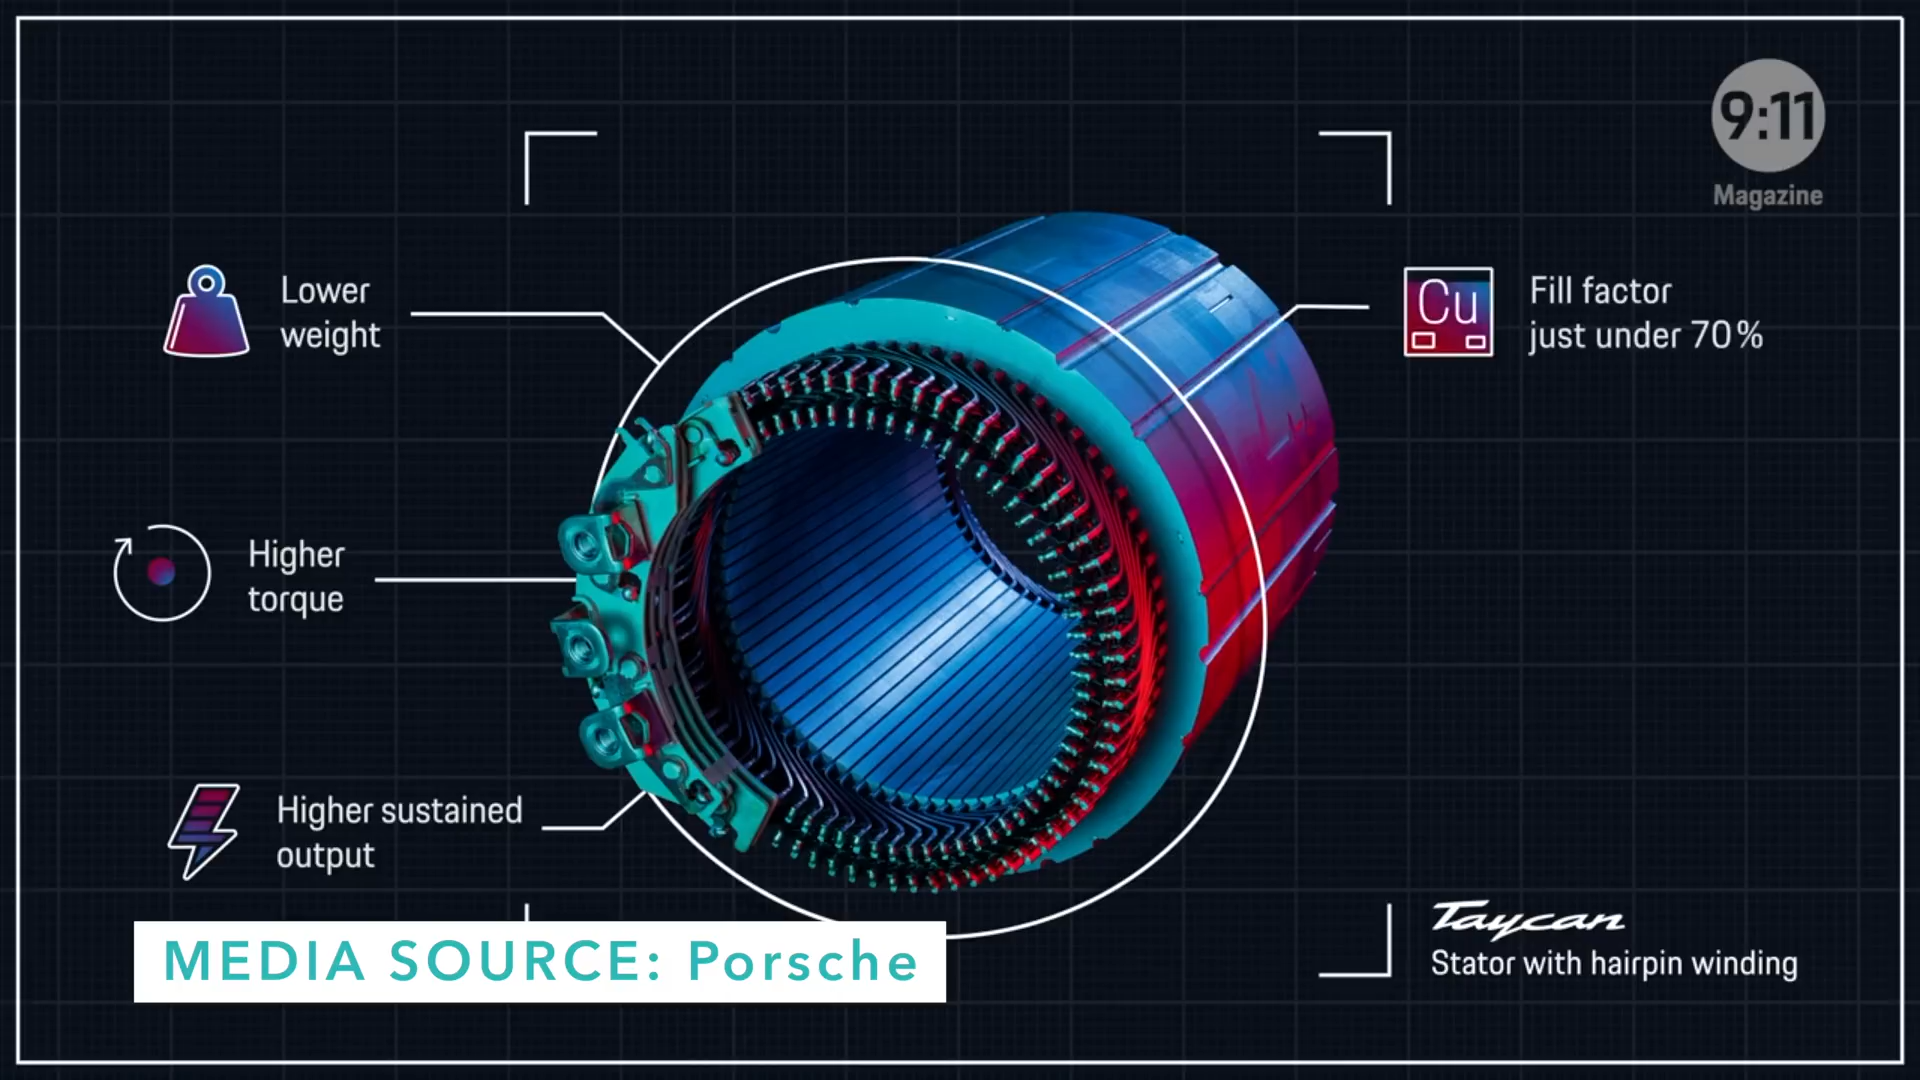 9:11
Magazine
Lower
weight
Cu
Fill factor
just under 70%
Higher
torque
Higher sustained
output
Taycan
Stator with hairpin winding
MEDIA SOURCE: Porsche